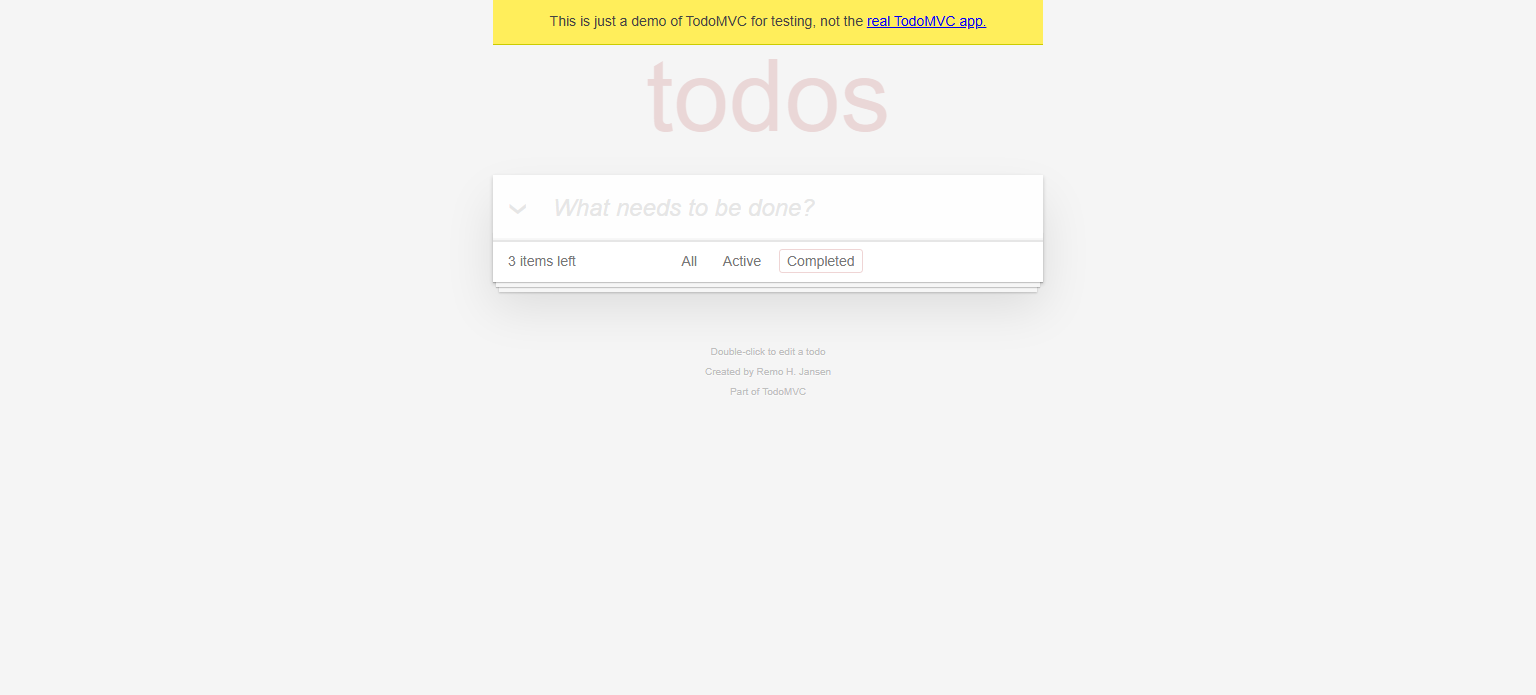 This is just a demo of TodoMVC for testing, not the real TodoMVC app.
todos
What needs to be done?
3 items left All Active Completed
Double-click to edit a todo
Created by Remo H. Jansen
Part of TodoMVC